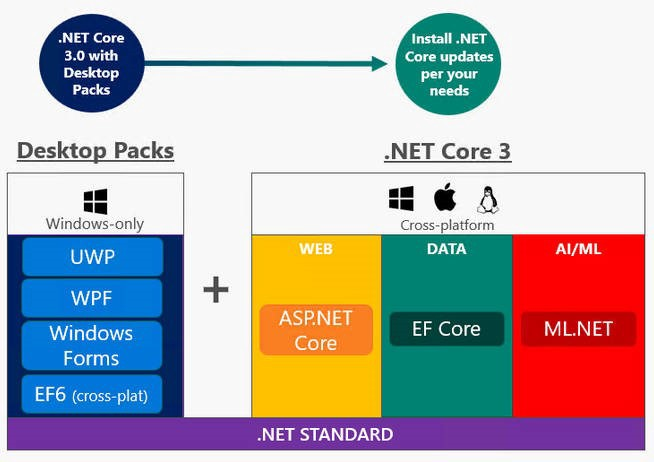 .NET Core
3.0 with
Desktop
Packs
Install .NET
Core updates
per your
needs
Desktop Packs
.NET Core 3
Windows-only
Cross-platform
UWP
WPF
Windows
Forms
EF6 (cross-plat)
+
WEB
DATA
AI/ML
ASP.NET
Core
EF Core
ML.NET
.NET STANDARD